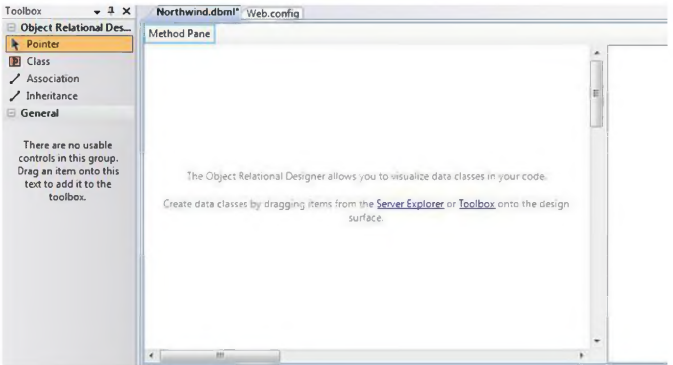 Toolbox
Northwind.dbml*
Web.config
Object Relational Des...
Pointer
Class
Association
Inheritance
General
There are no usable
controls in this group.
Drag an item onto this
text to add it to the
toolbox.
Method Pane
The Object Relational Designer allows you to visualize data classes in your code.
Create data classes by dragging items from the Server Explorer or Toolbox onto the design
surface.